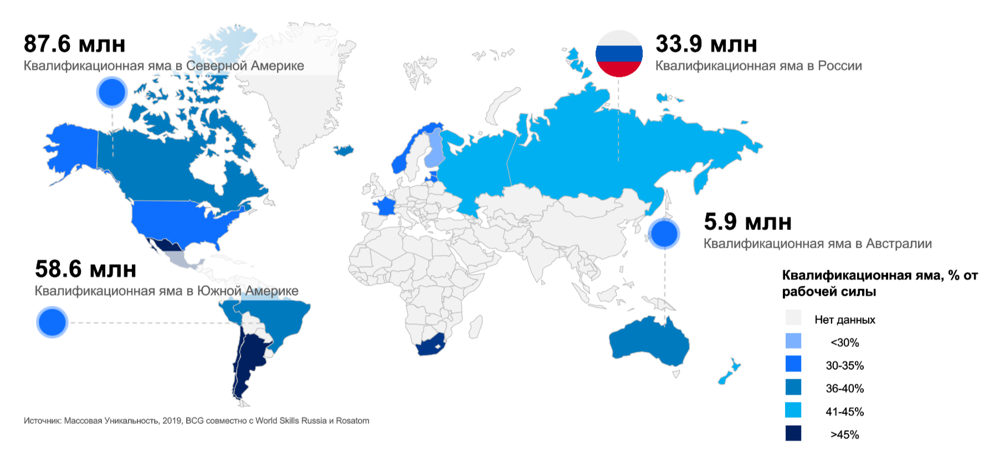 87.6 млн
Квалификационная яма в Северной Америке
33.9 млн
Квалификационная яма в России
5.9 млн
Квалификационная яма в Австралии
58.6 млн
Квалификационная яма в Южной Америке
Квалификационная яма, % от
рабочей силы
Нет данных
<30%
30-35%
36-40%
41-45%
>45%
Источник: Массовая Уникальность, 2019, BCG совместно с World Skills Russia и Rosatom